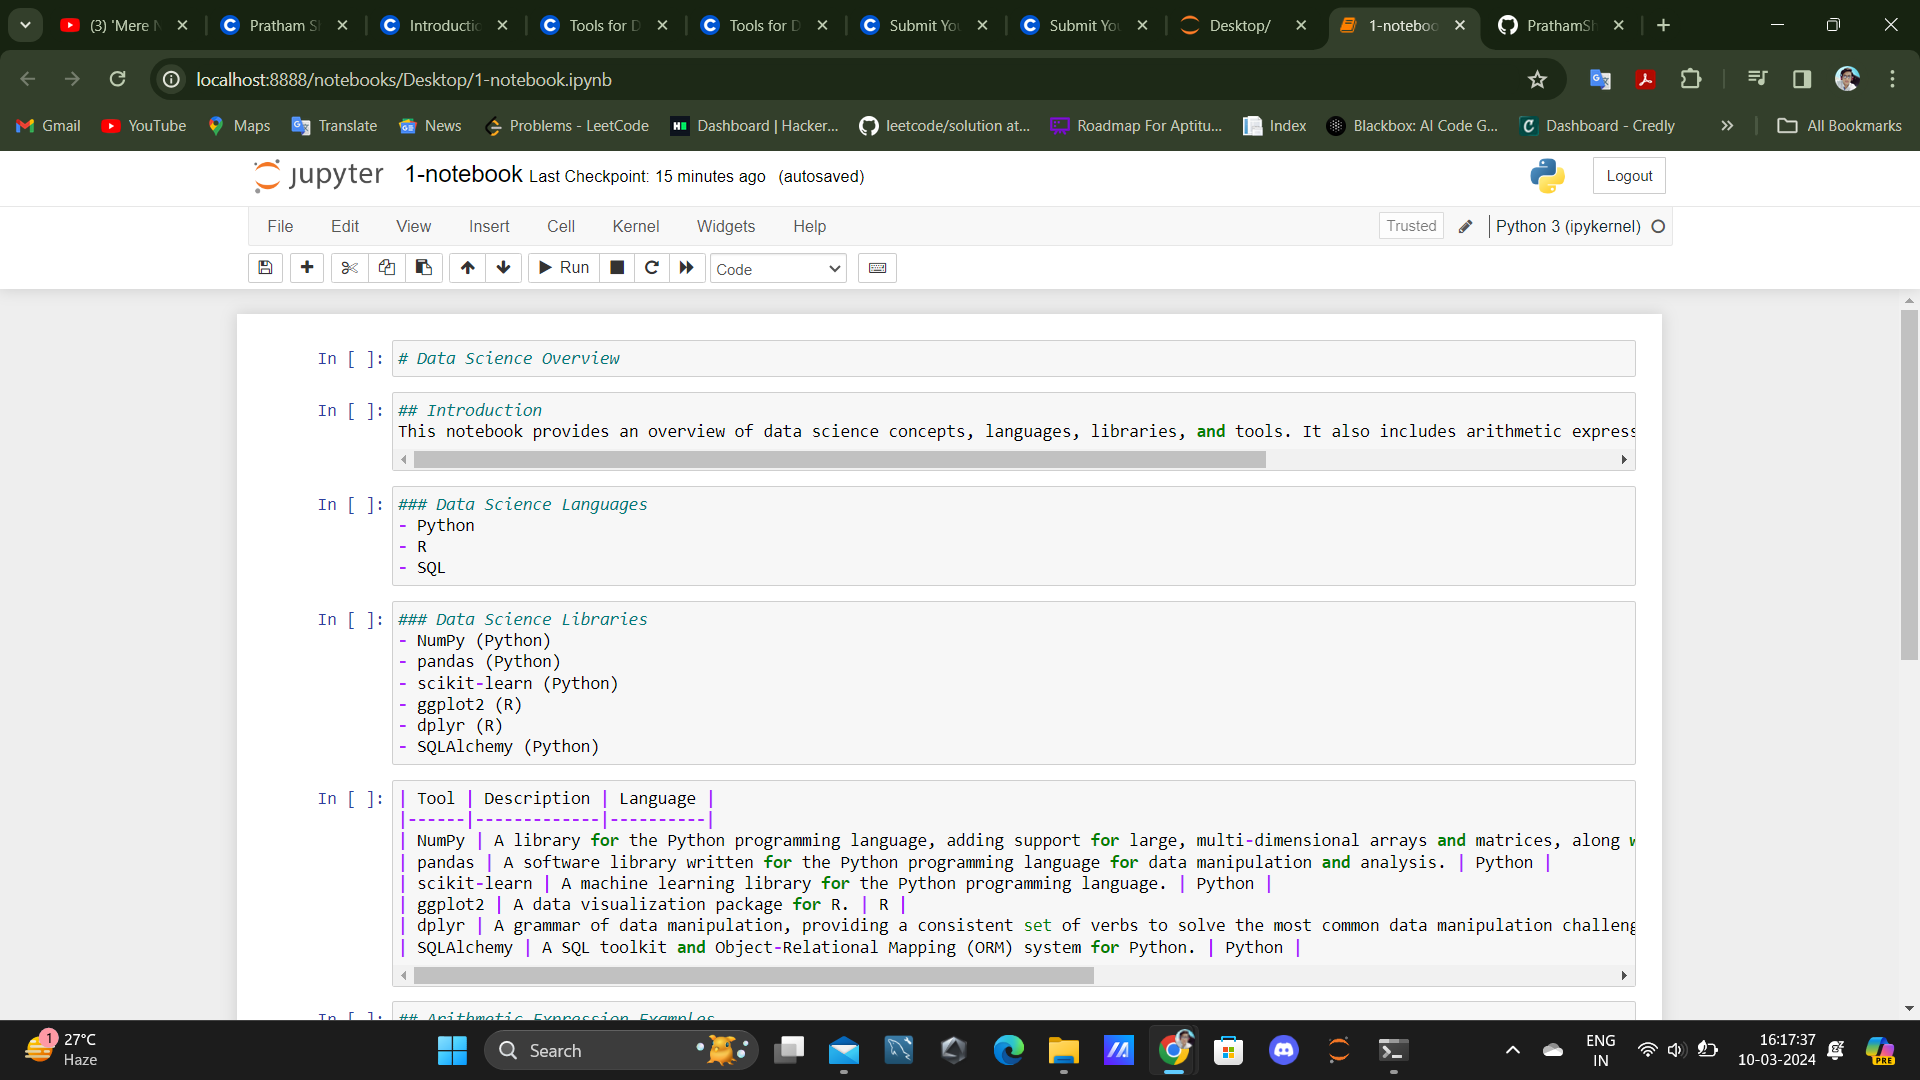 (3) 'Mere N
Pratham S
Introductio
Tools for D
Tools for D
Submit You
Submit You
Desktop/
1-noteboo
PrathamSh
localhost:8888/notebooks/Desktop/1-notebook.ipynb
Gmail
YouTube
Maps
Translate
News
Problems - LeetCode
Dashboard | Hacker...
leetcode/solution at...
Roadmap For Aptitu...
Index
Blackbox: AI Code G...
Dashboard - Credly
All Bookmarks
jupyter 1-notebook Last Checkpoint: 15 minutes ago (autosaved)
Logout
File Edit View Insert Cell Kernel Widgets Help
Trusted
Python 3 (ipykernel)
Run
Code
In [ ]: # Data Science Overview
In [ ]: ## Introduction
This notebook provides an overview of data science concepts, languages, libraries, and tools. It also includes arithmetic express
In [ ]: ### Data Science Languages
- Python
- R
- SQL
In [ ]: ### Data Science Libraries
- NumPy (Python)
- pandas (Python)
- scikit-learn (Python)
- ggplot2 (R)
- dplyr (R)
- SQLAlchemy (Python)
In [ ]: | Tool | Description | Language |
|------|-------------|----------|
| NumPy | A library for the Python programming language, adding support for large, multi-dimensional arrays and matrices, along w
| pandas | A software library written for the Python programming language for data manipulation and analysis. | Python |
| scikit-learn | A machine learning library for the Python programming language. | Python |
| ggplot2 | A data visualization package for R. | R |
| dplyr | A grammar of data manipulation, providing a consistent set of verbs to solve the most common data manipulation challeng
| SQLAlchemy | A SQL toolkit and Object-Relational Mapping (ORM) system for Python. | Python |
In [ ]: ## Arithmetic Expression Examples
1
27°C
Haze
Search
ENG
IN
16:17:37
10-03-2024
PRE